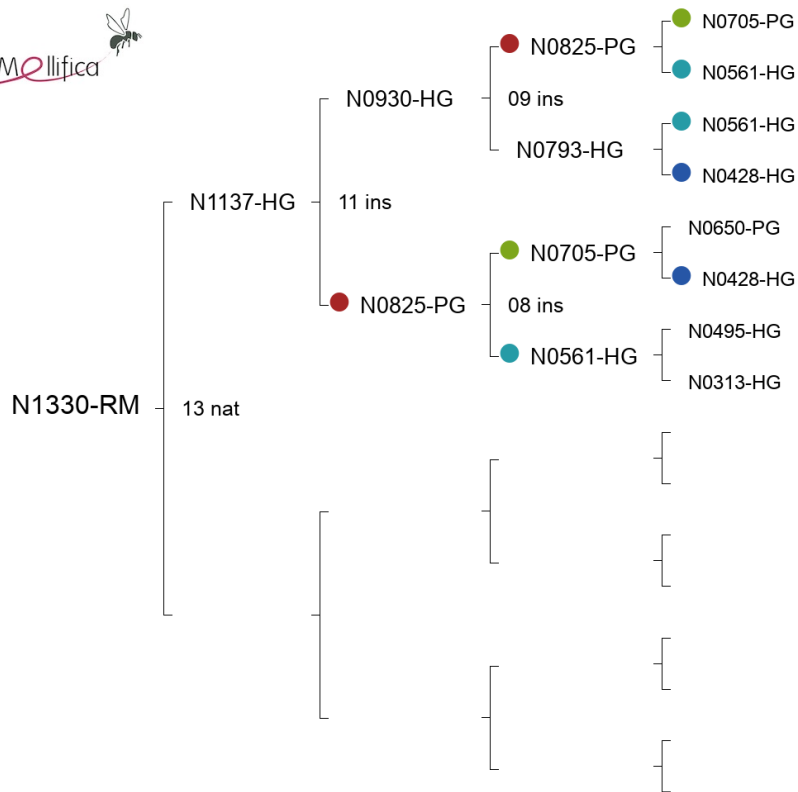 Mellifica
N0705-PG
N0825-PG
N0561-HG
N0930-HG
09 ins
N0561-HG
N0793-HG
N0428-HG
N1137-HG
11 ins
N0650-PG
N0705-PG
N0428-HG
N0825-PG
08 ins
N0495-HG
N0561-HG
N0313-HG
N1330-RM
13 nat